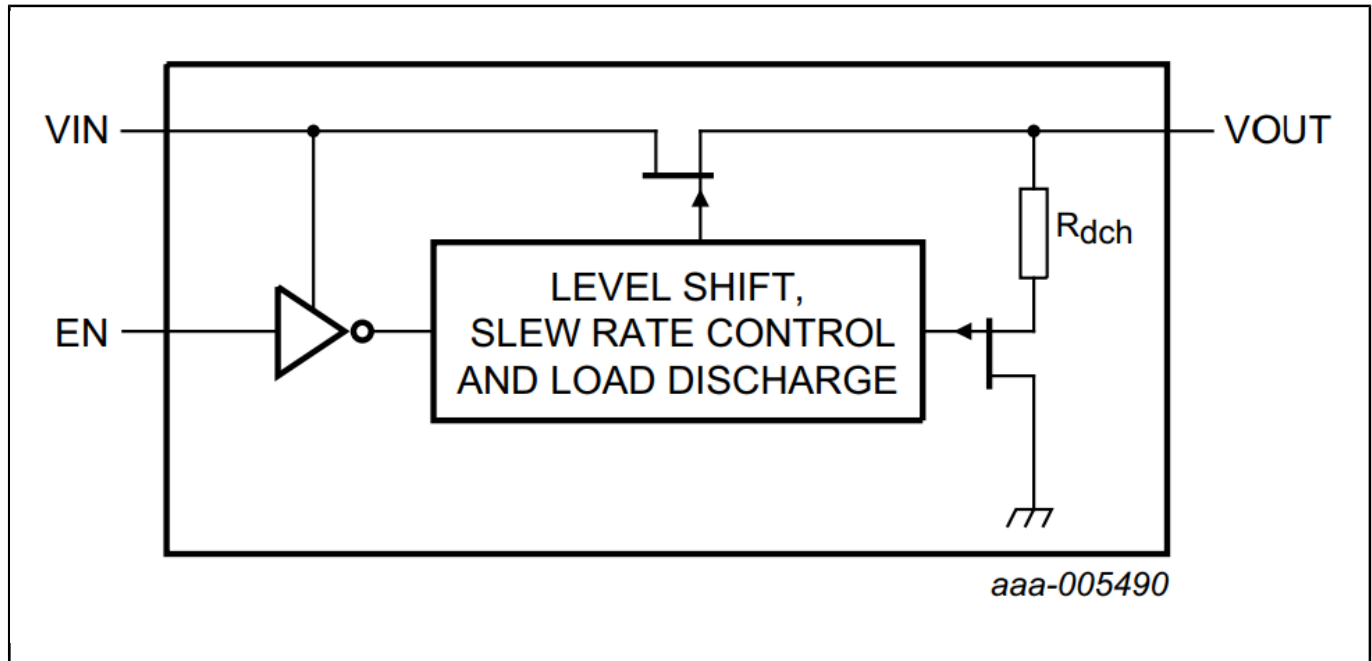 VIN
VOUT
Rdch
EN
LEVEL SHIFT,
SLEW RATE CONTROL
AND LOAD DISCHARGE
aaa-005490